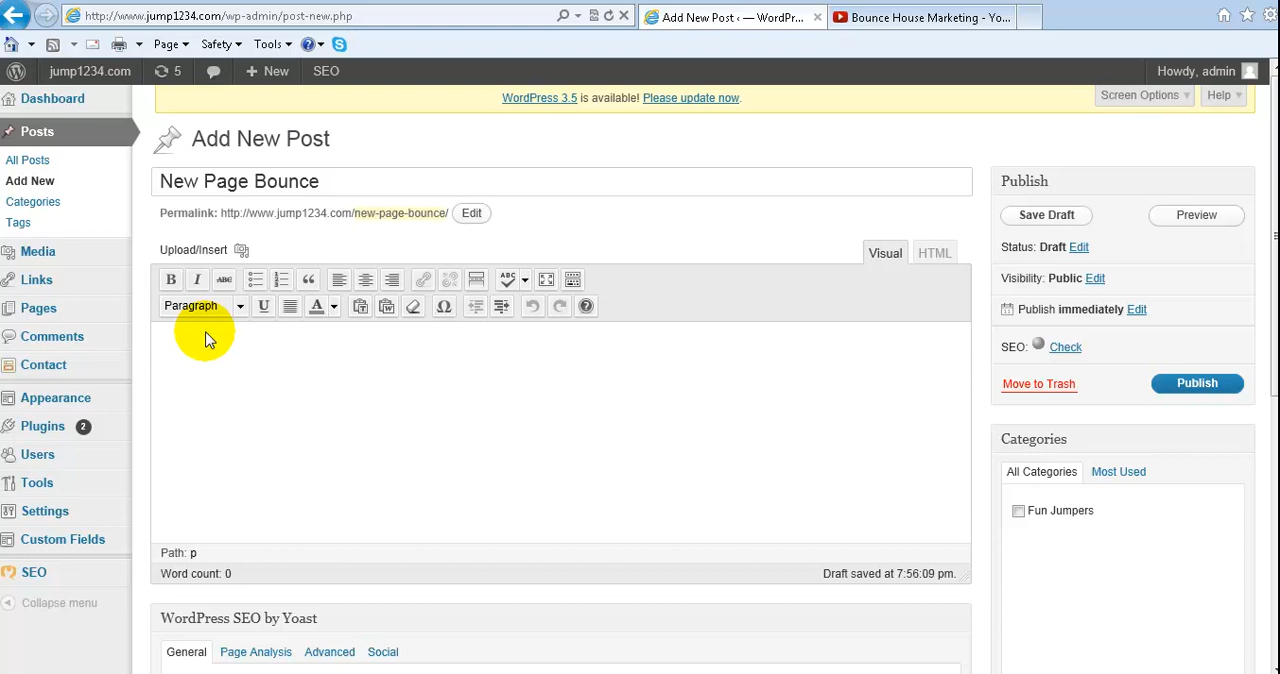 http://www.jump1234.com/wp-admin/post-new.php
Add New Post ‹ — WordPr...
Bounce House Marketing - Yo...
Page
Safety
Tools
jump1234.com
5
New
SEO
Howdy, admin
Dashboard
Posts
All Posts
Add New
Categories
Tags
Media
Links
Pages
Comments
Contact
Appearance
Plugins 2
Users
Tools
Settings
Custom Fields
SEO
Collapse menu
WordPress 3.5 is available! Please update now.
Screen Options
Help
Add New Post
New Page Bounce
Permalink: http://www.jump1234.com/new-page-bounce/ Edit
Upload/Insert
Visual
HTML
B I ABC
ABC
Paragraph
U
A
Ω
Path: p
Word count: 0
Draft saved at 7:56:09 pm.
WordPress SEO by Yoast
General
Page Analysis
Advanced
Social
Publish
Save Draft
Preview
Status: Draft Edit
Visibility: Public Edit
Publish immediately Edit
SEO: Check
Move to Trash
Publish
Categories
All Categories
Most Used
Fun Jumpers